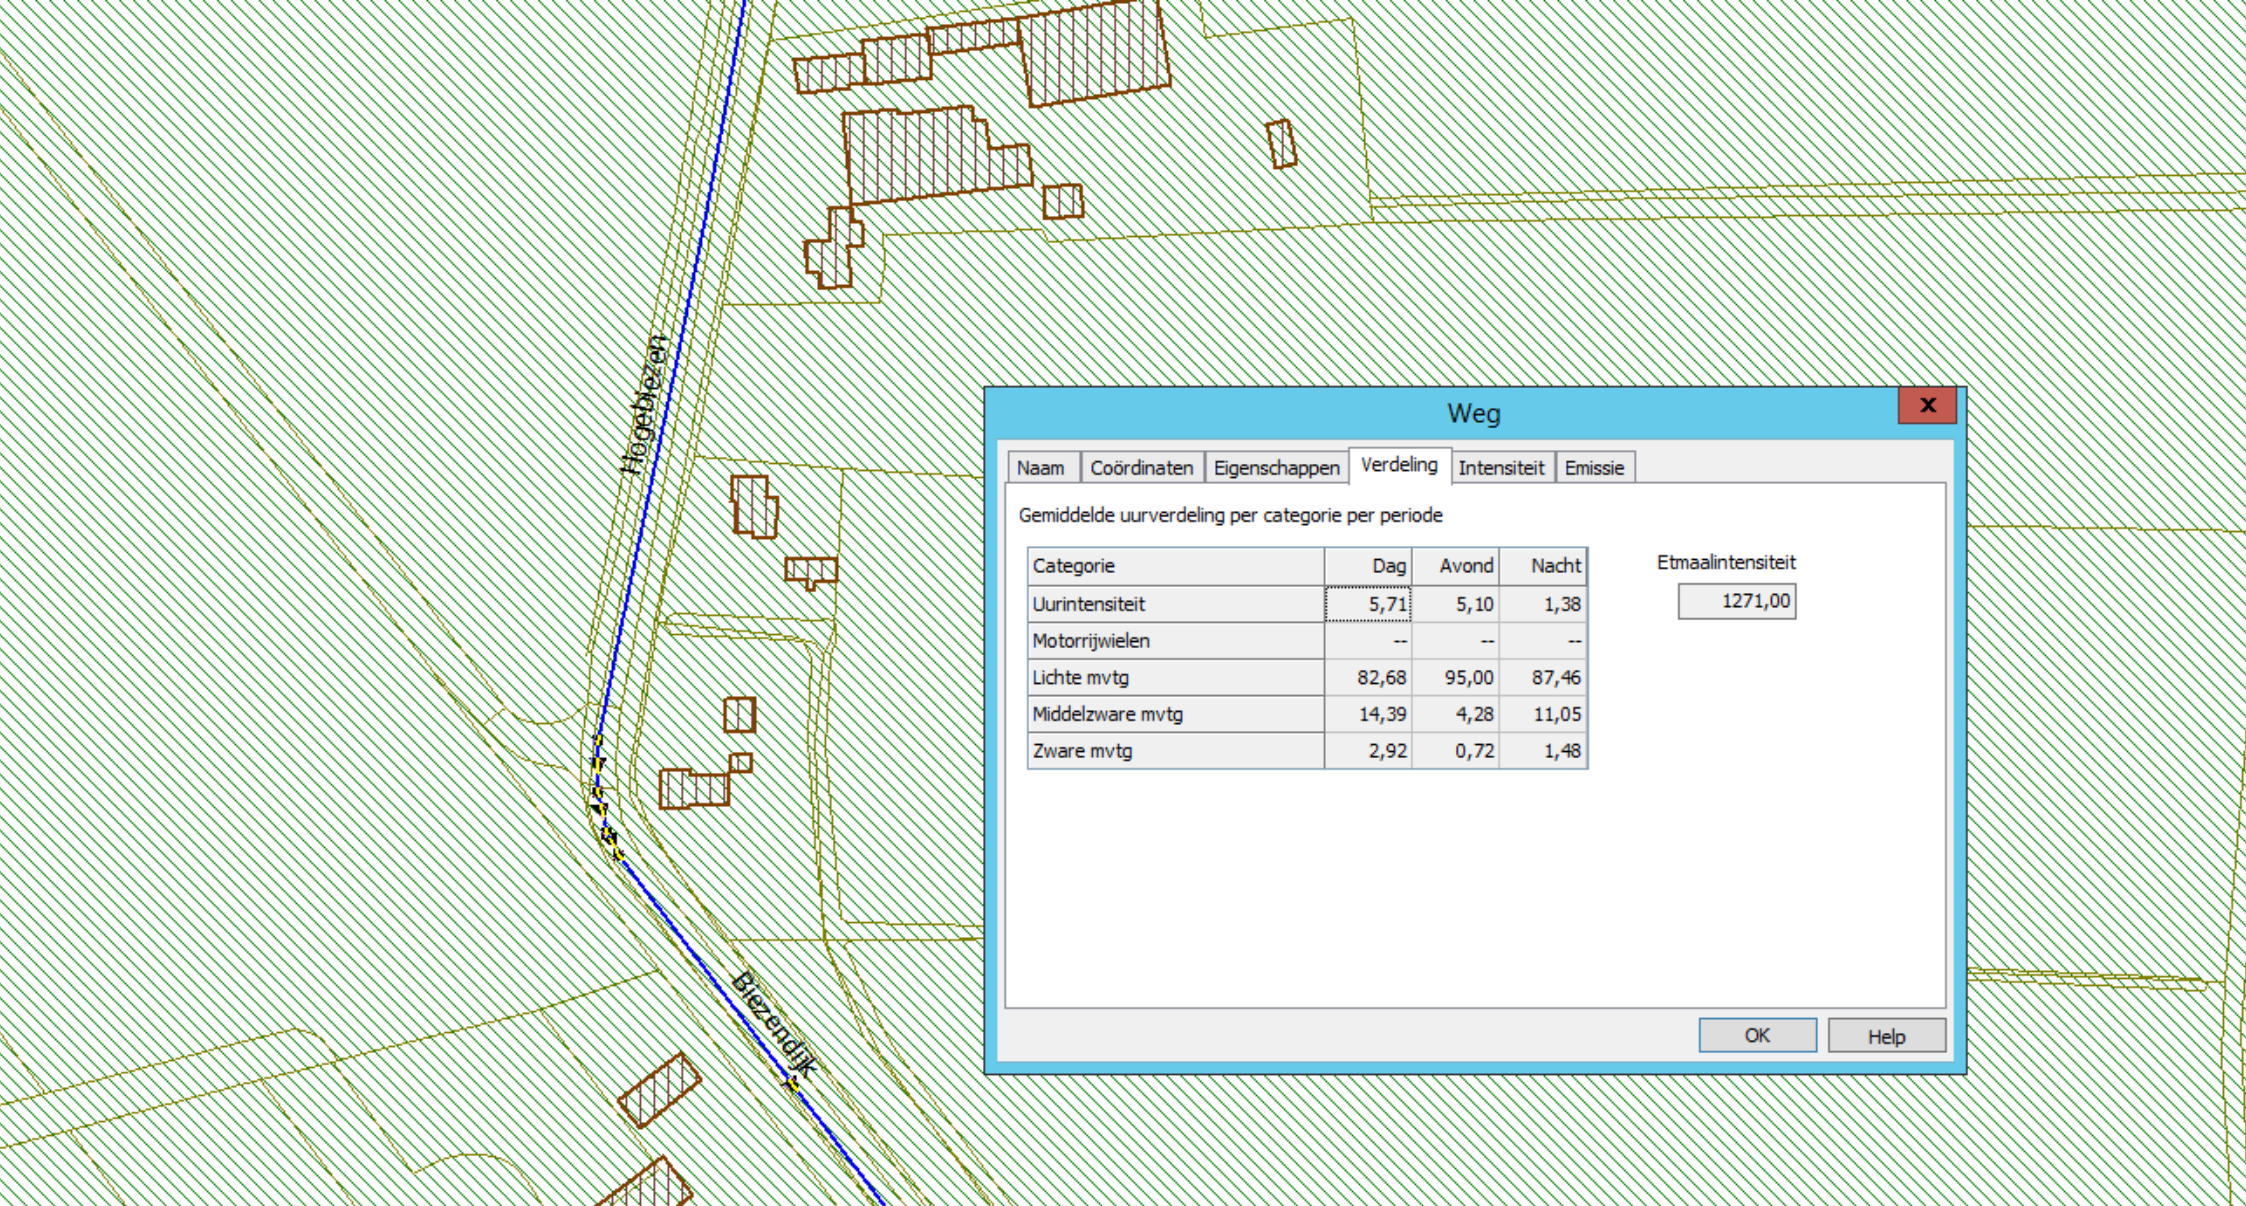 Hogebiezen
Biezendijk
Weg
x
Naam Coördinaten Eigenschappen Verdeling Intensiteit Emissie
Gemiddelde uurverdeling per categorie per periode
Categorie Dag Avond Nacht
Uurintensiteit 5,71 5,10 1,38
Motorrijwielen -- -- --
Lichte mvtg 82,68 95,00 87,46
Middelzware mvtg 14,39 4,28 11,05
Zware mvtg 2,92 0,72 1,48
Etmaalintensiteit
1271,00
OK Help